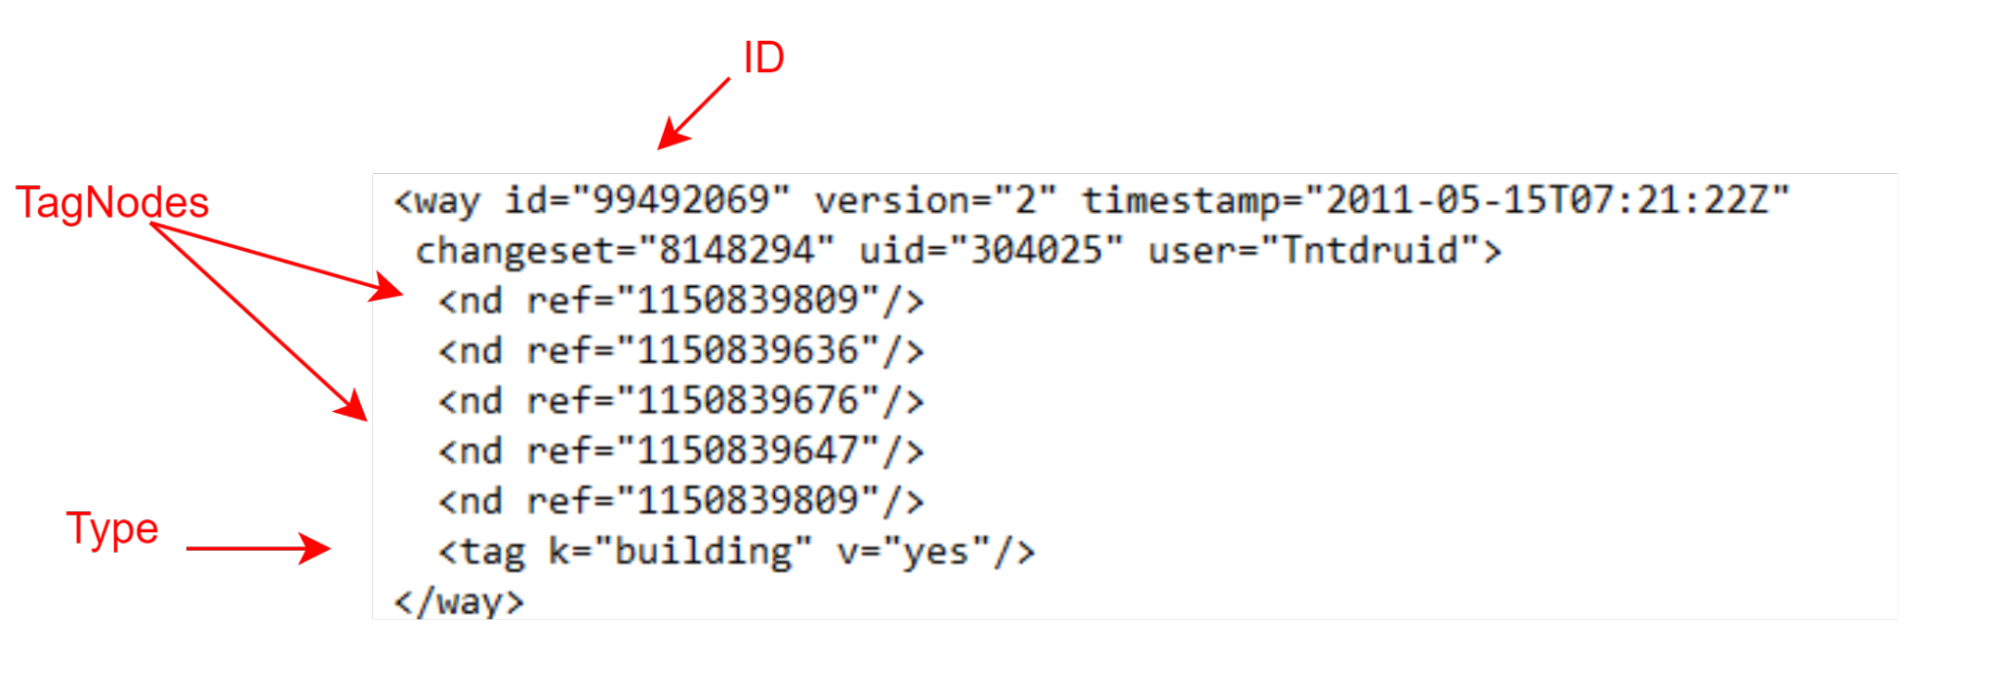 ID
TagNodes
<way id="99492069" version="2" timestamp="2011-05-15T07:21:22Z"
changeset="8148294" uid="304025" user="Tntdruid">
<nd ref="1150839809"/>
<nd ref="1150839636"/>
<nd ref="1150839676"/>
<nd ref="1150839647"/>
<nd ref="1150839809"/>
Type
<tag k="building" v="yes"/>
</way>